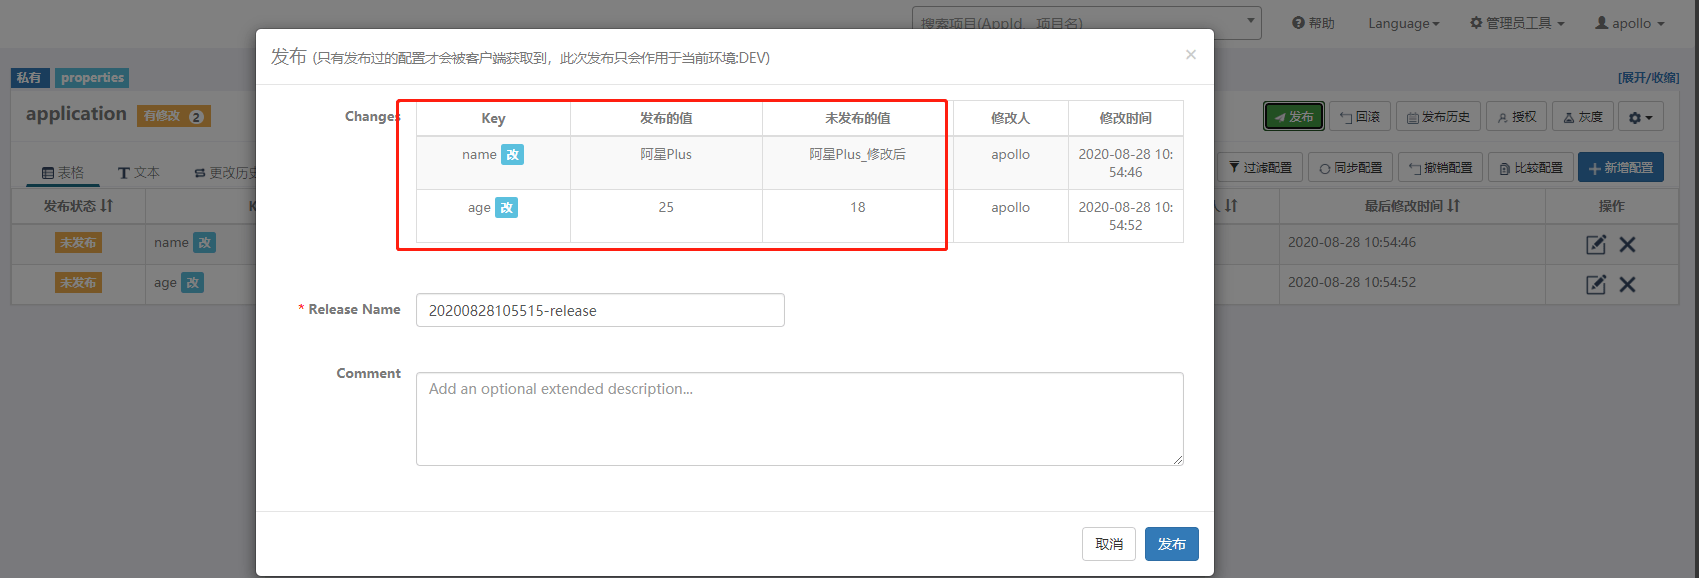 搜索项目(AppId、项目名)
帮助
Language
管理员工具
apollo
私有
properties
[展开/收缩]
application
有修改 2
发布
回滚
发布历史
授权
灰度
表格
文本
更改历史
过滤配置
同步配置
撤销配置
比较配置
新增配置
发布状态
K
人
最后修改时间
操作
未发布
name 改
2020-08-28 10:54:46
未发布
age 改
2020-08-28 10:54:52
发布 (只有发布过的配置才会被客户端获取到，此次发布只会作用于当前环境:DEV)
×
Changes
Key
发布的值
未发布的值
修改人
修改时间
name 改
阿星Plus
阿星Plus_修改后
apollo
2020-08-28 10:
54:46
age 改
25
18
apollo
2020-08-28 10:
54:52
* Release Name
20200828105515-release
Comment
Add an optional extended description...
取消
发布